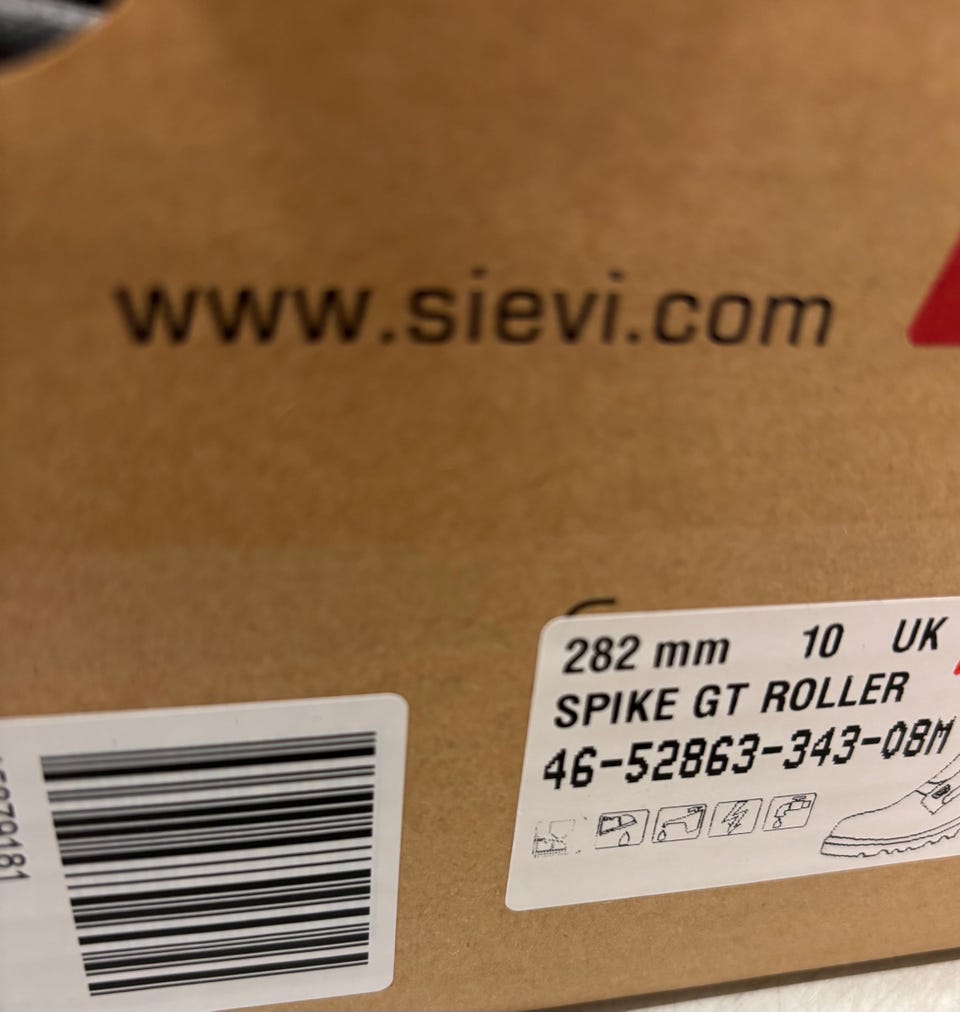 www.sievi.com
282 mm 10 UK
SPIKE GT ROLLER
46-52863-343-08M